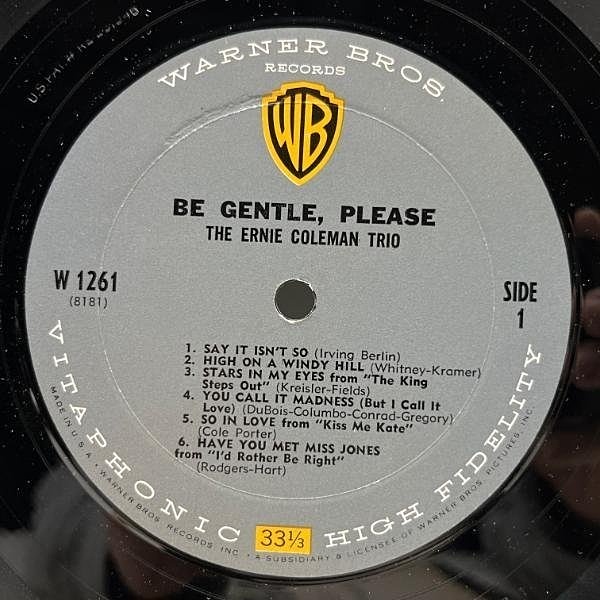 U.S. PAT.
WARNER BROS.
RECORDS
WB
BE GENTLE, PLEASE
THE ERNIE COLEMAN TRIO
W 1261
(8181)
SIDE
1
1. SAY IT ISN'T SO (Irving Berlin)
2. HIGH ON A WINDY HILL (Whitney-Kramer)
3. STARS IN MY EYES from "The King
Steps Out" (Kreisler-Fields)
4. YOU CALL IT MADNESS (But I Call It
Love) (DuBois-Columbo-Conrad-Gregory)
5. SO IN LOVE from "Kiss Me Kate"
(Cole Porter)
6. HAVE YOU MET MISS JONES
from "I'd Rather Be Right"
(Rodgers-Hart)
VITAPHONIC HIGH FIDELITY
33⅓
MADE IN U.S.A. • WARNER BROS. RECORDS, INC. • A SUBSIDIARY & LICENSEE OF WARNER BROS. PICTURES, INC.